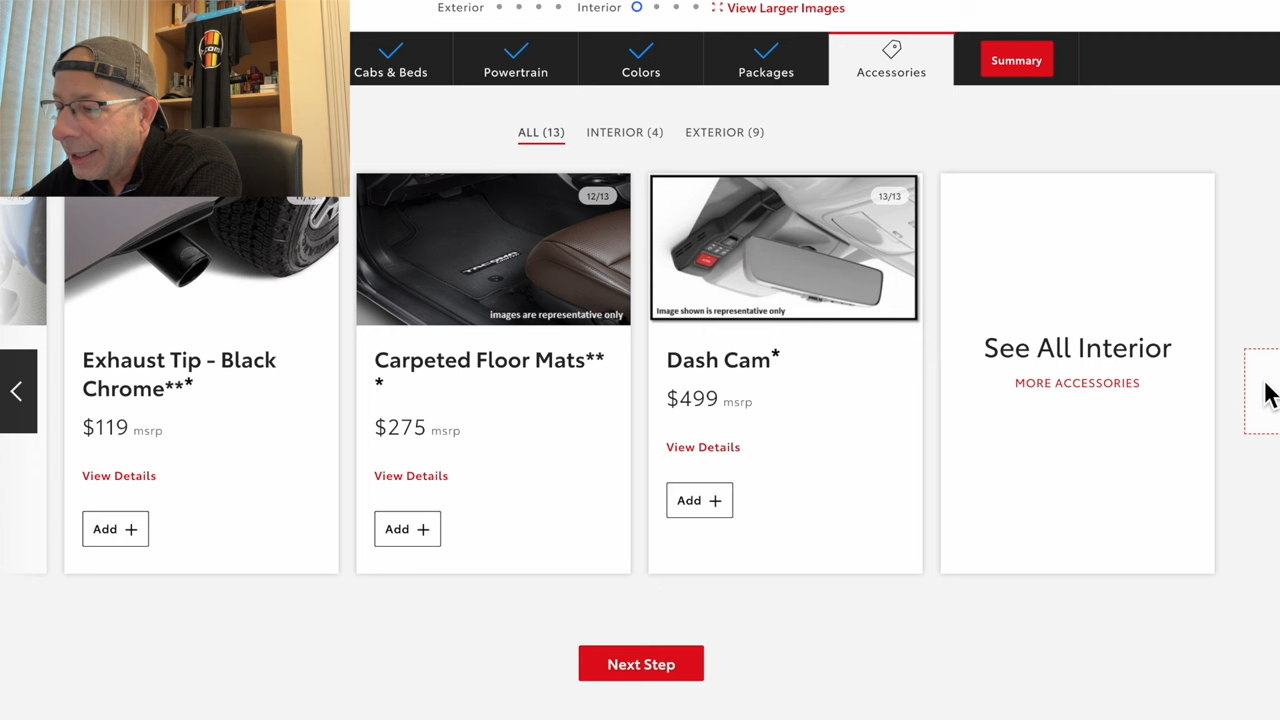 Exterior
Interior
View Larger Images
Cabs & Beds
Powertrain
Colors
Packages
Accessories
Summary
ALL (13)
INTERIOR (4)
EXTERIOR (9)
12/13
13/13
TACOMA
images are representative only
Image shown is representative only
Exhaust Tip - Black
Chrome***
$119 msrp
View Details
Add +
Carpeted Floor Mats**
*
$275 msrp
View Details
Add +
Dash Cam*
$499 msrp
View Details
Add +
See All Interior
MORE ACCESSORIES
Next Step